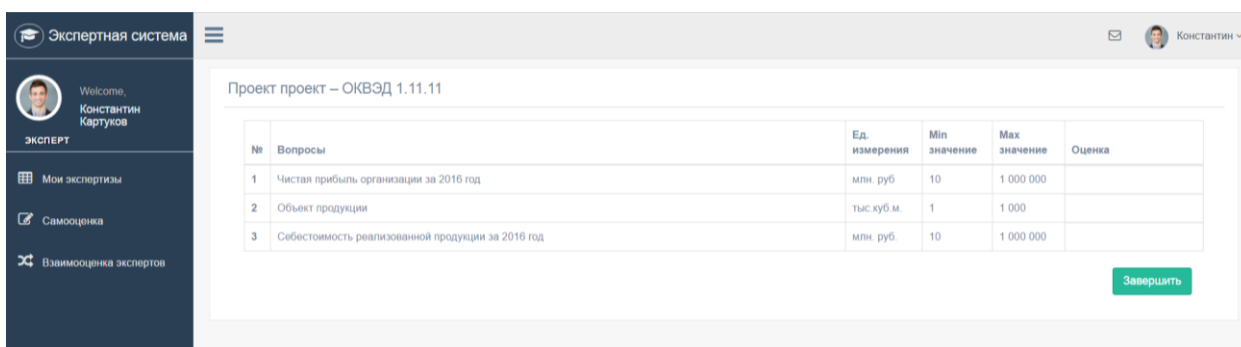 Экспертная система
Константин
Welcome,
Константин
Картуков
ЭКСПЕРТ
Мои экспертизы
Самооценка
Взаимооценка экспертов
Проект проект – ОКВЭД 1.11.11
№ Вопросы Ед. измерения Min значение Max значение Оценка
1 Чистая прибыль организации за 2016 год млн. руб 10 1 000 000
2 Объект продукции тыс.куб.м. 1 1 000
3 Себестоимость реализованной продукции за 2016 год млн. руб. 10 1 000 000
Завершить